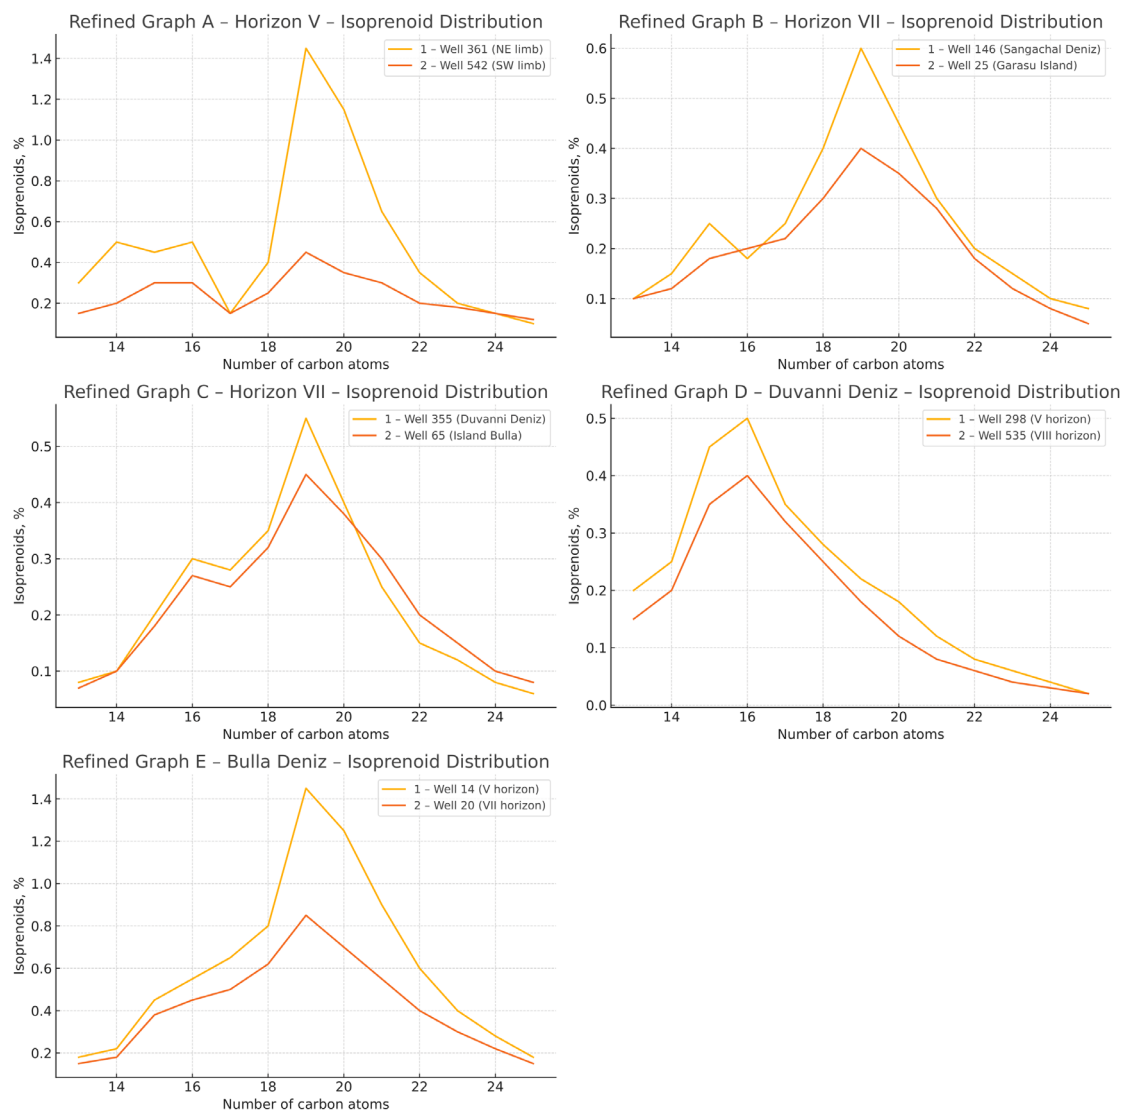 Refined Graph A – Horizon V – Isoprenoid Distribution
1 – Well 361 (NE limb)
2 – Well 542 (SW limb)
Isoprenoids, %
1.4
1.2
1.0
0.8
0.6
0.4
0.2
14 16 18 20 22 24
Number of carbon atoms
Refined Graph B – Horizon VII – Isoprenoid Distribution
1 – Well 146 (Sangachal Deniz)
2 – Well 25 (Garasu Island)
Isoprenoids, %
0.6
0.5
0.4
0.3
0.2
0.1
14 16 18 20 22 24
Number of carbon atoms
Refined Graph C – Horizon VII – Isoprenoid Distribution
1 – Well 355 (Duvanni Deniz)
2 – Well 65 (Island Bulla)
Isoprenoids, %
0.5
0.4
0.3
0.2
0.1
14 16 18 20 22 24
Number of carbon atoms
Refined Graph D – Duvanni Deniz – Isoprenoid Distribution
1 – Well 298 (V horizon)
2 – Well 535 (VIII horizon)
Isoprenoids, %
0.5
0.4
0.3
0.2
0.1
0.0
14 16 18 20 22 24
Number of carbon atoms
Refined Graph E – Bulla Deniz – Isoprenoid Distribution
1 – Well 14 (V horizon)
2 – Well 20 (VII horizon)
Isoprenoids, %
1.4
1.2
1.0
0.8
0.6
0.4
0.2
14 16 18 20 22 24
Number of carbon atoms